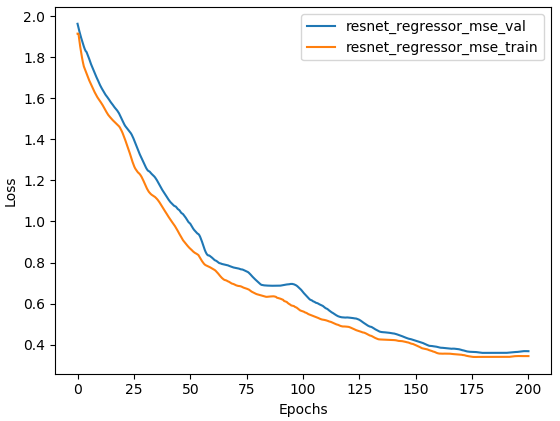 2.0
1.8
1.6
1.4
1.2
1.0
0.8
0.6
0.4
Loss
resnet_regressor_mse_val
resnet_regressor_mse_train
0 25 50 75 100 125 150 175 200
Epochs